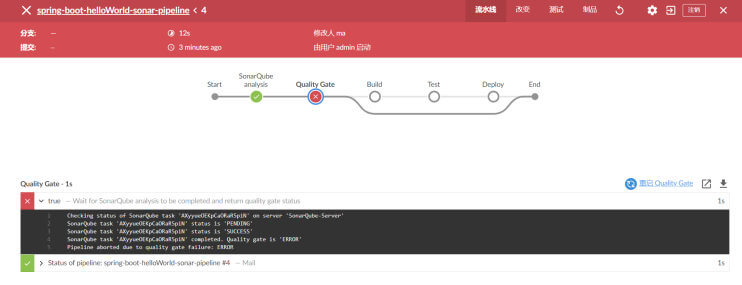 spring-boot-helloWorld-sonar-pipeline < 4
流水线 改变 测试 制品 注销
分支: — 12s 修改人 ma
提交: — 3 minutes ago 由用户 admin 启动
Start SonarQube analysis Quality Gate Build Test Deploy End
Quality Gate - 1s 重启 Quality Gate
true — Wait for SonarQube analysis to be completed and return quality gate status 1s
1 Checking status of SonarQube task 'AXyyueOEKpCaORaRSpiN' on server 'SonarQube-Server'
2 SonarQube task 'AXyyueOEKpCaORaRSpiN' status is 'PENDING'
3 SonarQube task 'AXyyueOEKpCaORaRSpiN' status is 'SUCCESS'
4 SonarQube task 'AXyyueOEKpCaORaRSpiN' completed. Quality gate is 'ERROR'
5 Pipeline aborted due to quality gate failure: ERROR
Status of pipeline: spring-boot-helloWorld-sonar-pipeline #4 — Mail 1s